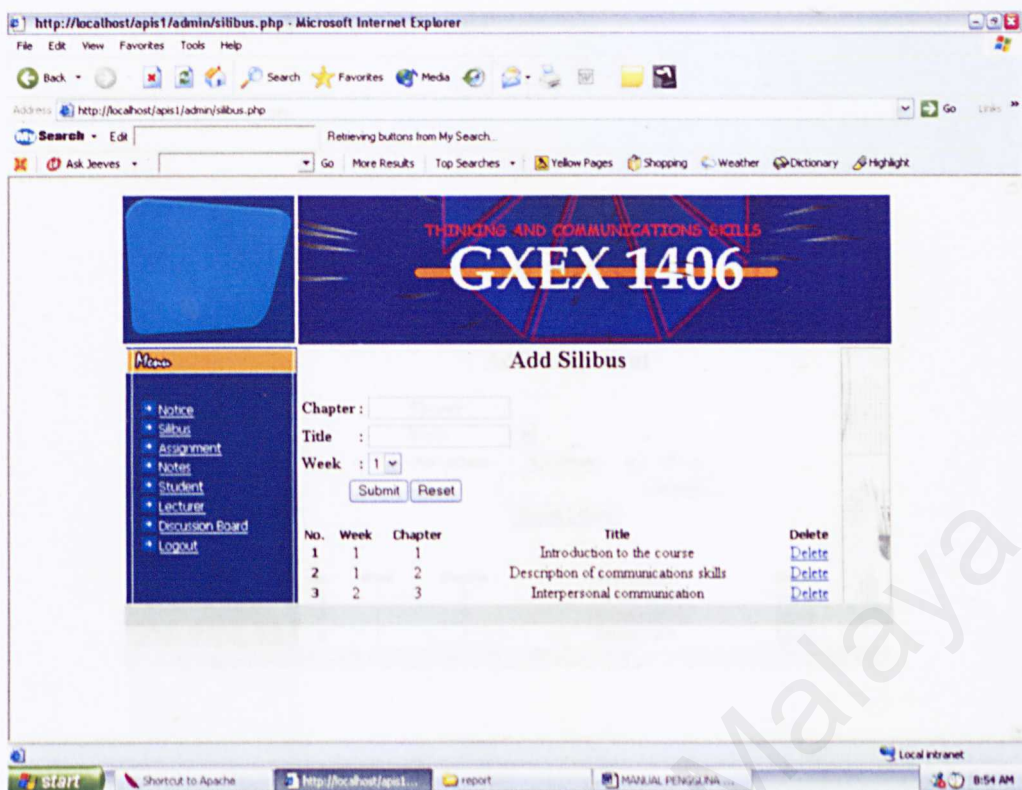 http://localhost/apis1/admin/silibus.php - Microsoft Internet Explorer
File Edit View Favorites Tools Help
Back Search Favorites Media
Address http://localhost/apis1/admin/silibus.php Go Links »
My Search Edit Retrieving buttons from My Search...
Ask Jeeves Go More Results Top Searches Yellow Pages Shopping Weather Dictionary Highlight
THINKING AND COMMUNICATIONS SKILLS
GXEX 1406
Menu
Notice
Silibus
Assignment
Notes
Student
Lecturer
Discussion Board
Logout
Add Silibus
Chapter :
Title :
Week : 1
Submit Reset
No. Week Chapter Title Delete
1 1 1 Introduction to the course Delete
2 1 2 Description of communications skills Delete
3 2 3 Interpersonal communication Delete
Malaya
Local intranet
start Shortcut to Apache http://localhost/apis1... report MANUAL PENGGUNA ... 8:54 AM